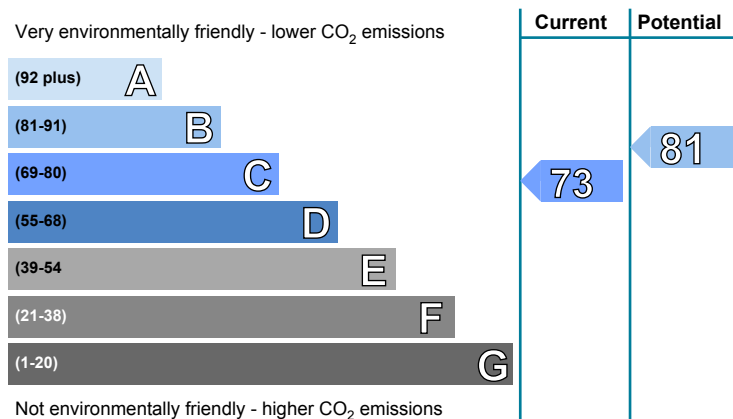 Current Potential
Very environmentally friendly - lower CO2 emissions
(92 plus) A
(81-91) B
81
(69-80) C
73
(55-68) D
(39-54 E
(21-38) F
(1-20) G
Not environmentally friendly - higher CO2 emissions